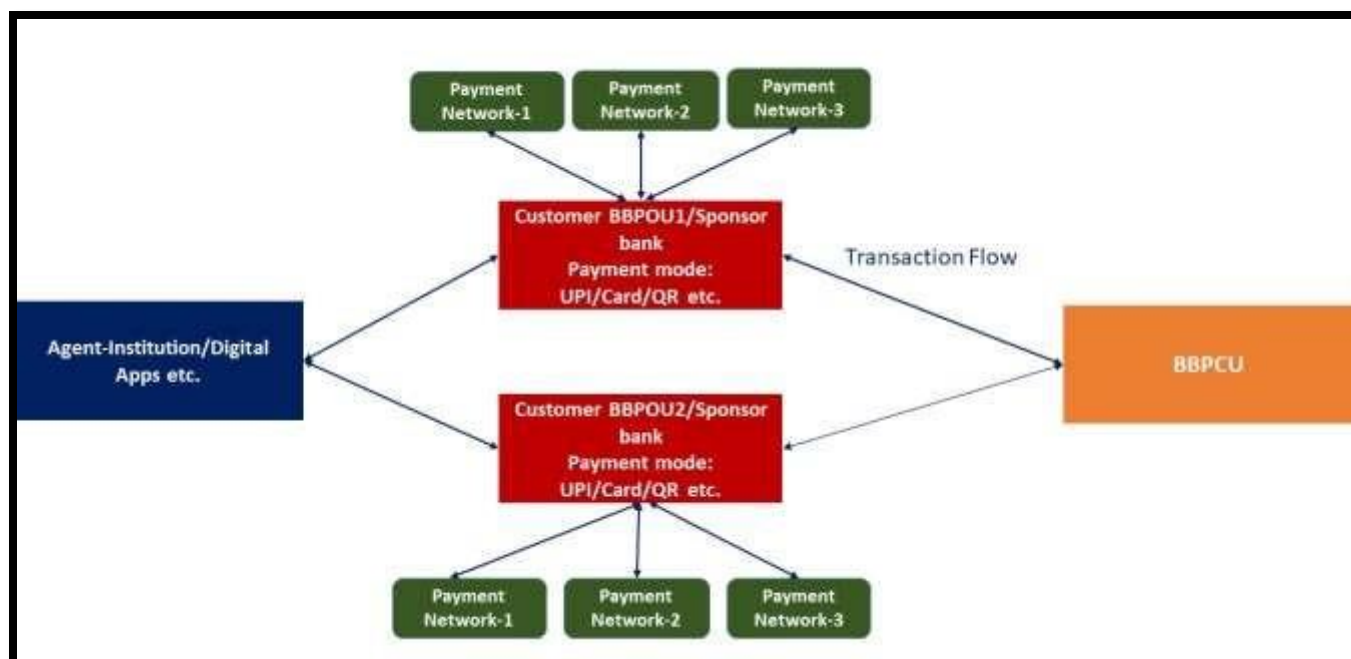 Payment
Network-1
Payment
Network-2
Payment
Network-3
Customer BBPOU1/Sponsor
bank
Payment mode:
UPI/Card/QR etc.
Transaction Flow
Agent-Institution/Digital
Apps etc.
BBPCU
Customer BBPOU2/Sponsor
bank
Payment mode:
UPI/Card/QR etc.
Payment
Network-1
Payment
Network-2
Payment
Network-3